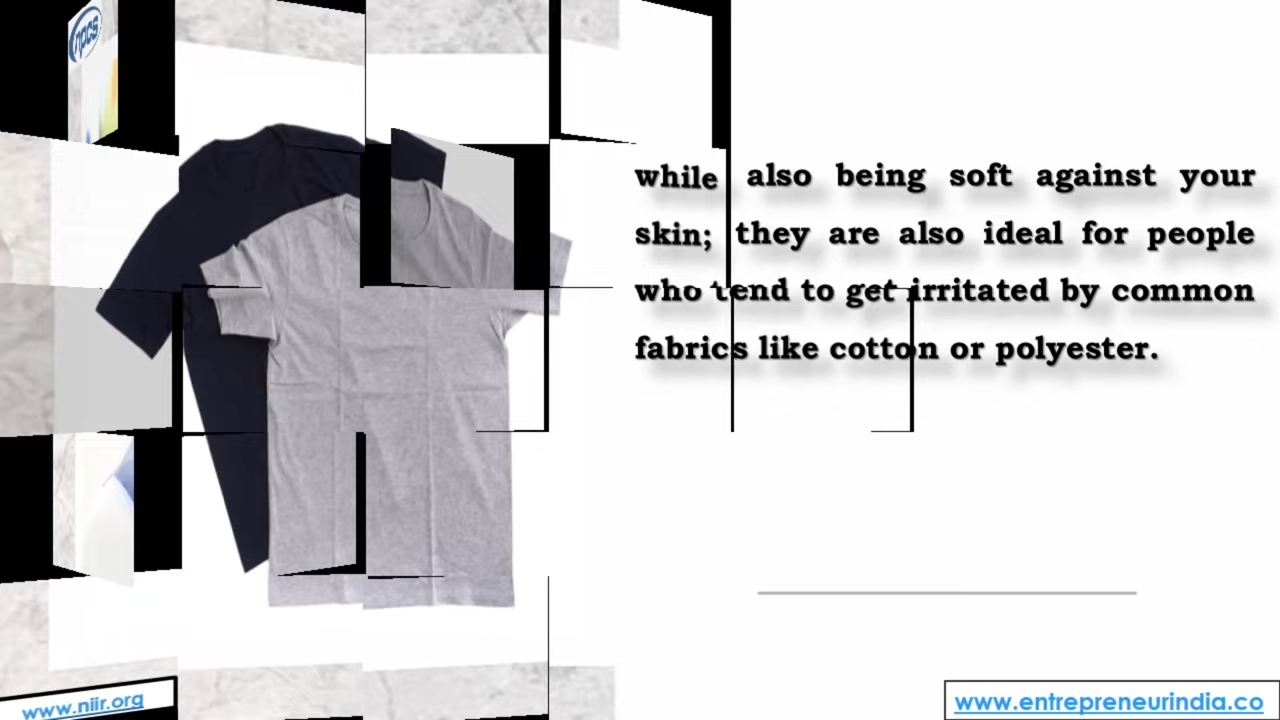 npcs
while also being soft against your
skin; they are also ideal for people
who tend to get irritated by common
fabrics like cotton or polyester.
www.niir.org
www.entrepreneurindia.co